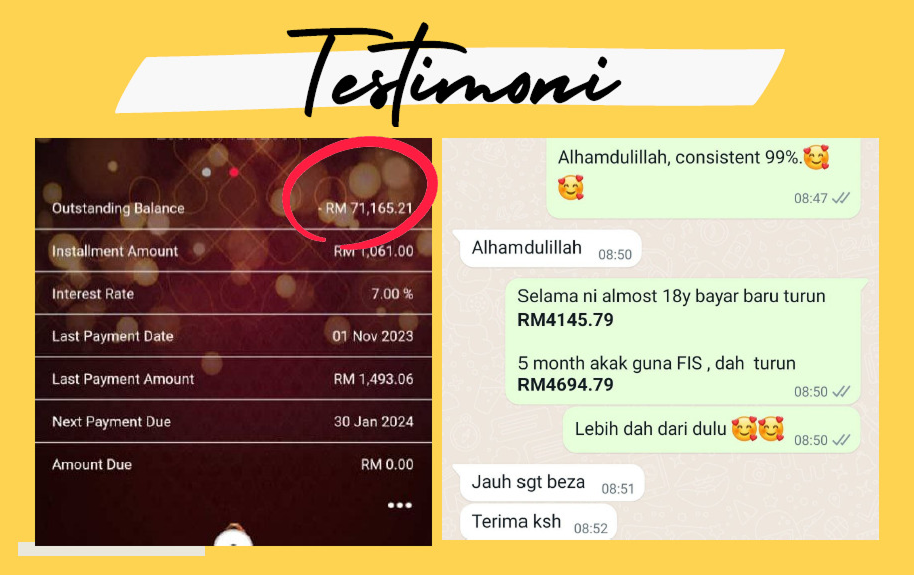 Testimoni
Outstanding Balance - RM 71,165.21
Installment Amount RM 1,061.00
Interest Rate 7.00 %
Last Payment Date 01 Nov 2023
Last Payment Amount RM 1,493.06
Next Payment Due 30 Jan 2024
Amount Due RM 0.00
Alhamdulillah, consistent 99%.🥰
🥰
08:47
Alhamdulillah 08:50
Selama ni almost 18y bayar baru turun
RM4145.79
5 month akak guna FIS , dah turun
RM4694.79
08:50
Lebih dah dari dulu 🥰🥰 08:50
Jauh sgt beza 08:51
Terima ksh 08:52